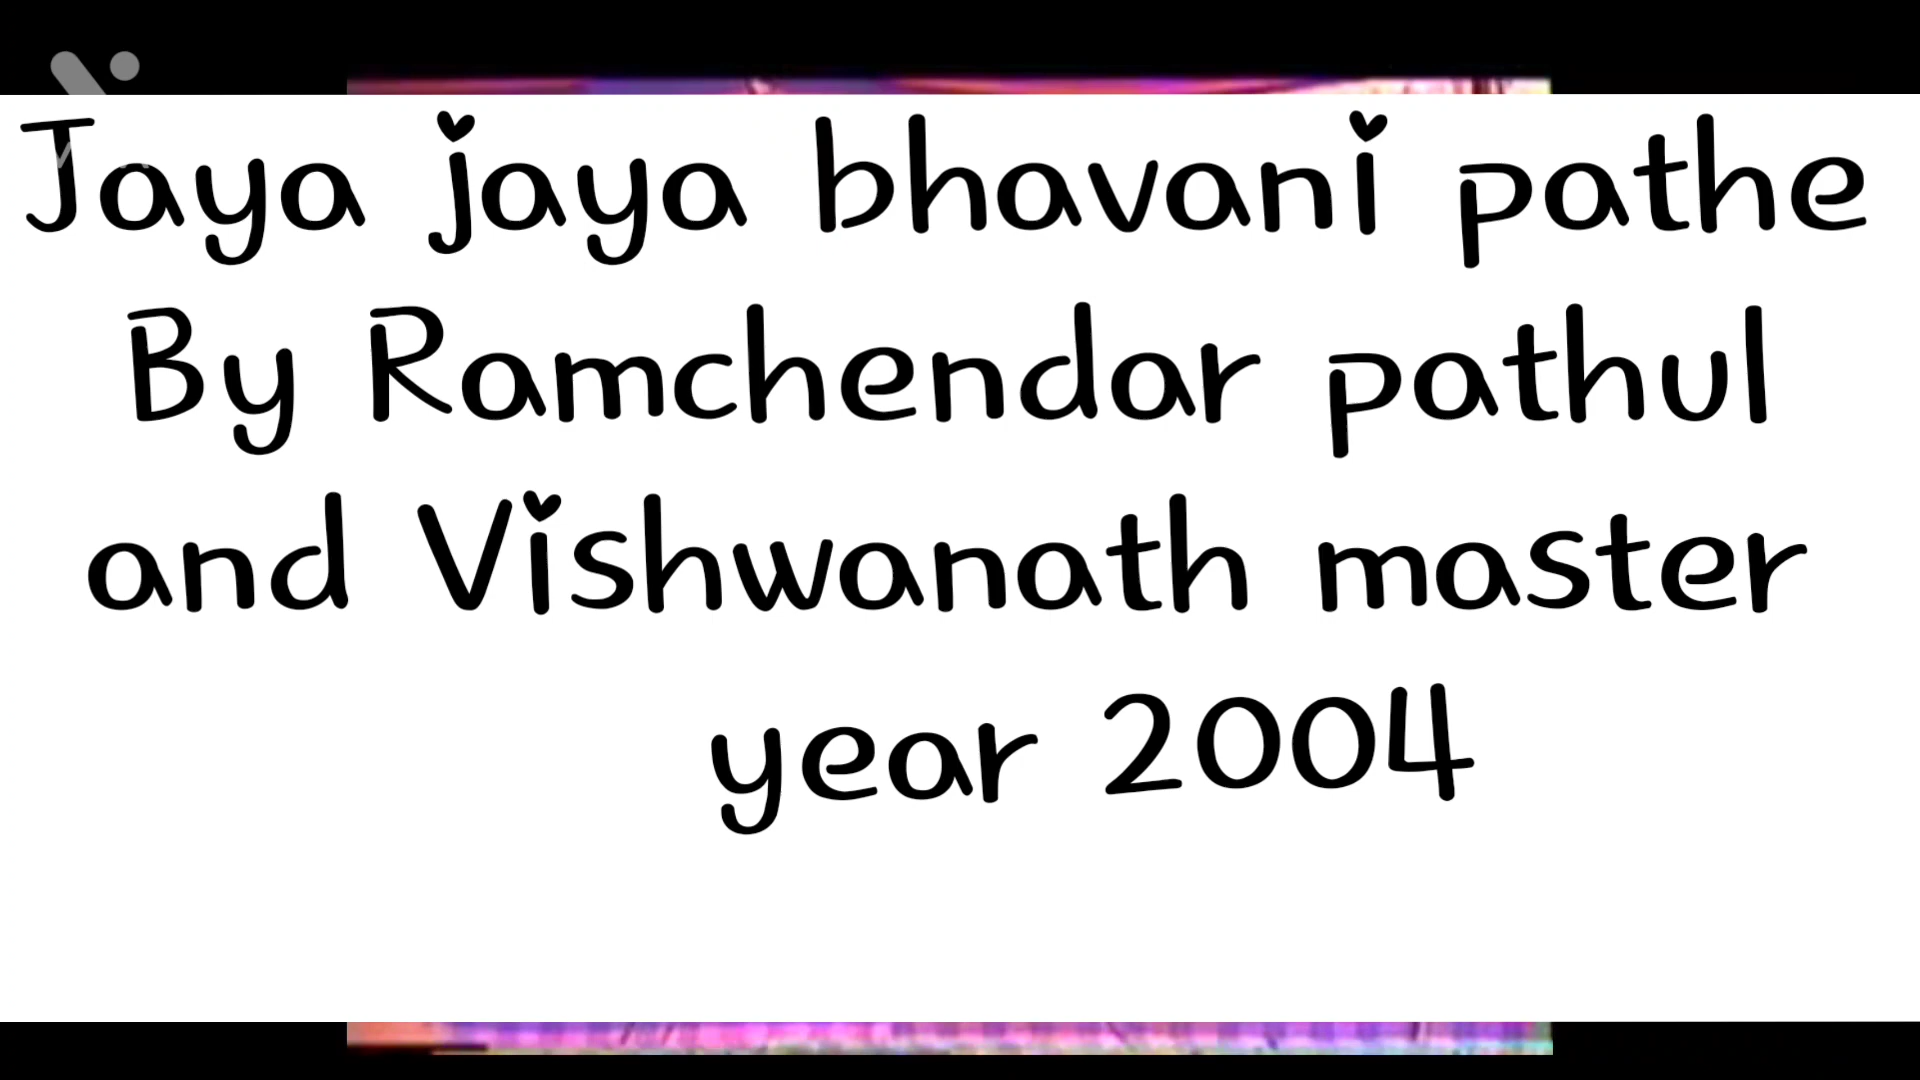 Jaya jaya bhavani pathe
By Ramchendar pathul
and Vishwanath master
year 2004